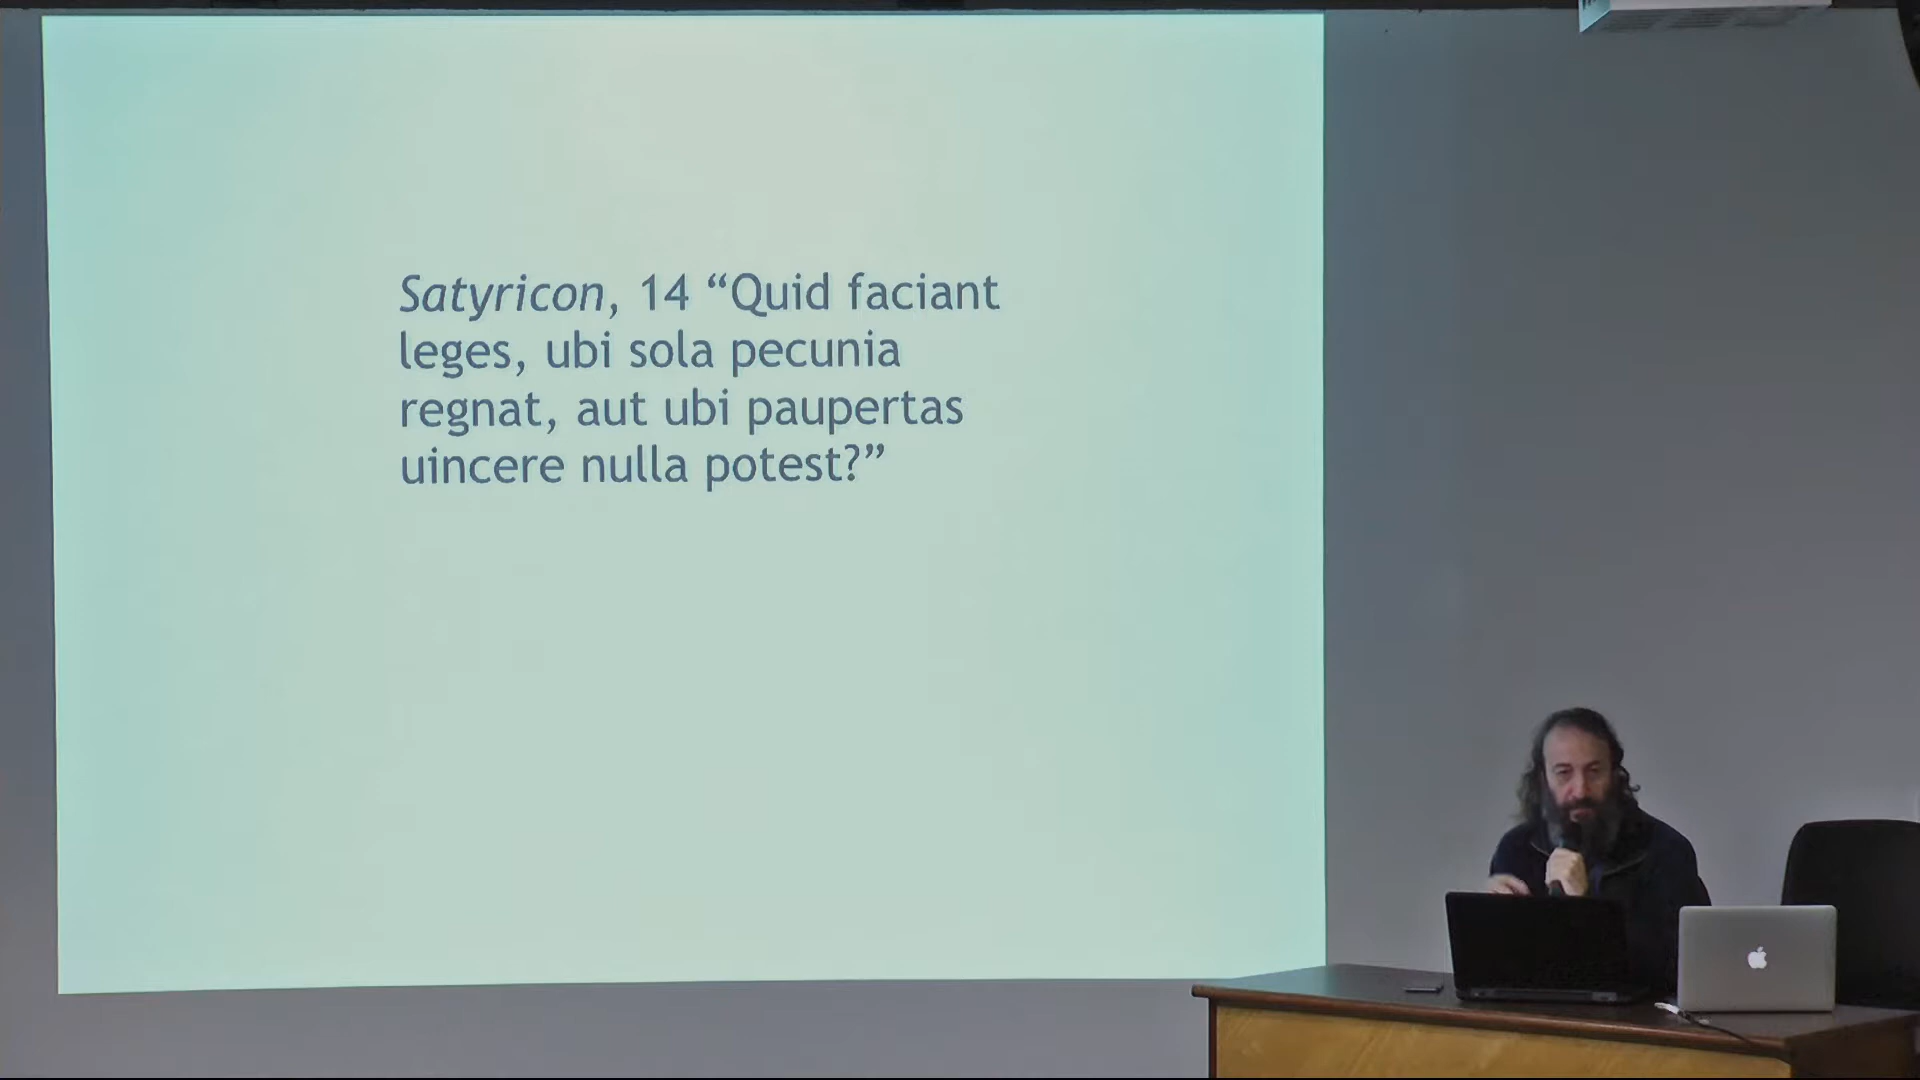 Satyricon, 14 “Quid faciant
leges, ubi sola pecunia
regnat, aut ubi paupertas
uincere nulla potest?”